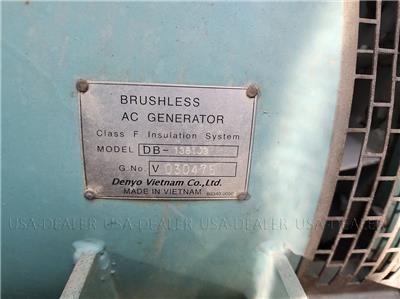 BRUSHLESS
AC GENERATOR
Class F Insulation System
MODEL DB-
G.No. V 030475
Denyo Vietnam Co.,Ltd.
MADE IN VIETNAM
USA-DEALER USA-DEALER USA-DEALER USA-DEALER